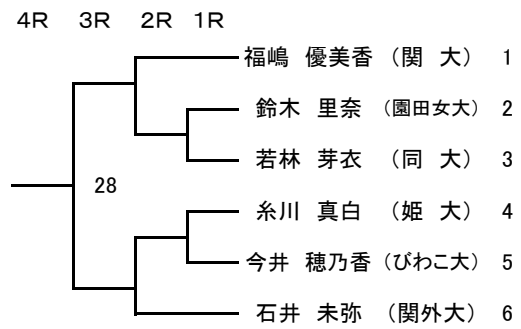 4R 3R 2R 1R
福嶋 優美香 (関 大) 1
鈴木 里奈 (園田女大) 2
若林 芽衣 (同 大) 3
28
糸川 真白 (姫 大) 4
今井 穂乃香 (びわこ大) 5
石井 未弥 (関外大) 6